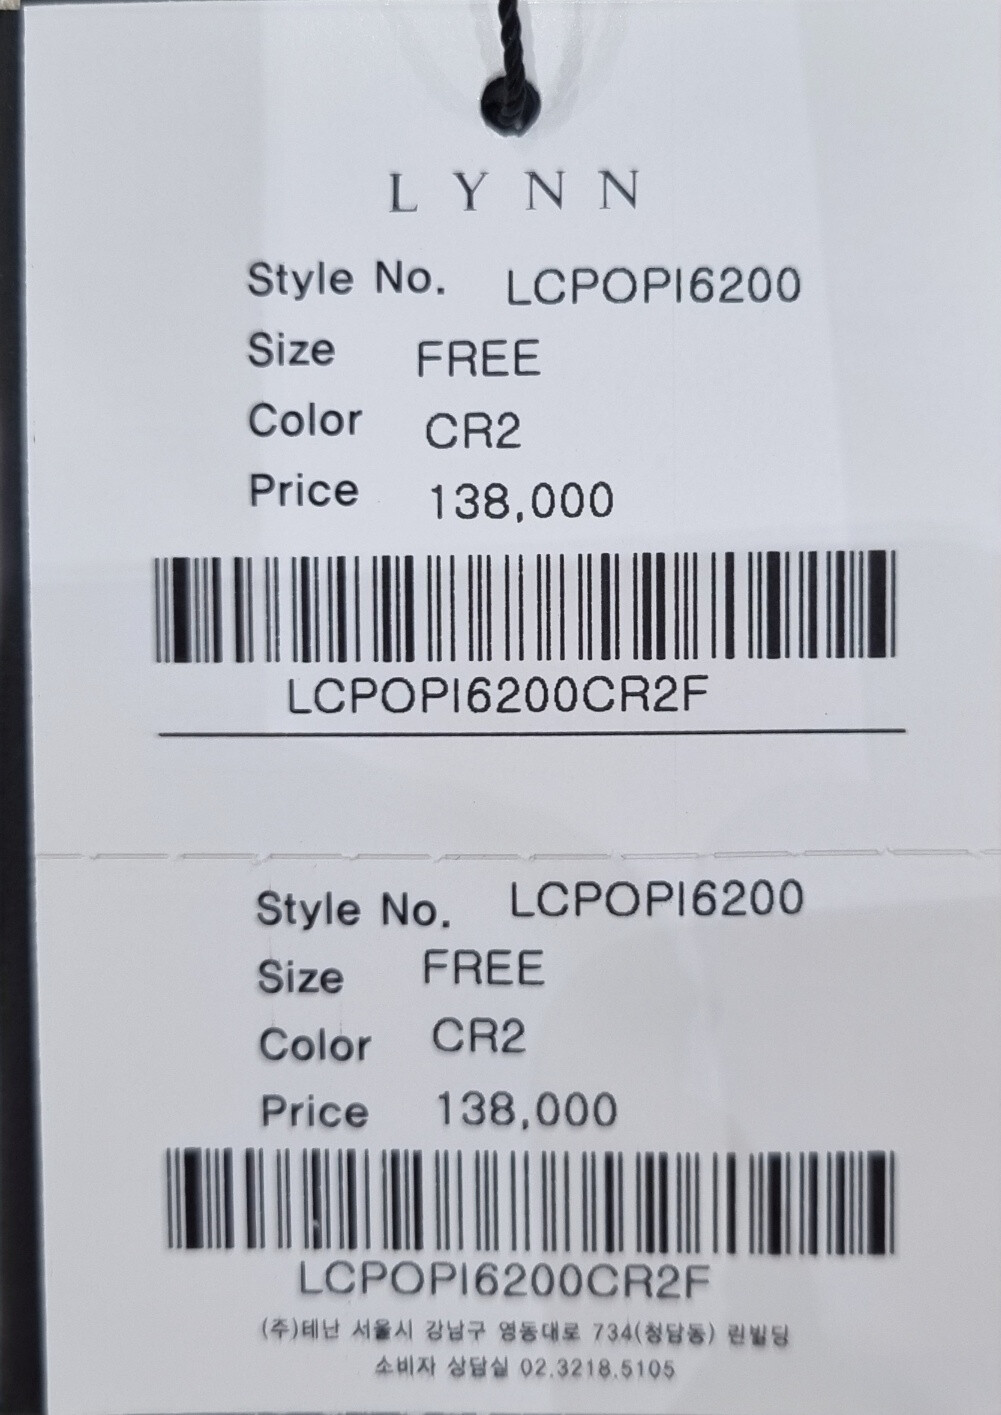 LYNN
Style No. LCPOPI6200
Size FREE
Color CR2
Price 138,000
LCPOPI6200CR2F
Style No. LCPOPI6200
Size FREE
Color CR2
Price 138,000
LCPOPI6200CR2F
(주)테난 서울시 강남구 영동대로 734(청담동) 린빌딩
소비자 상담실 02.3218.5105